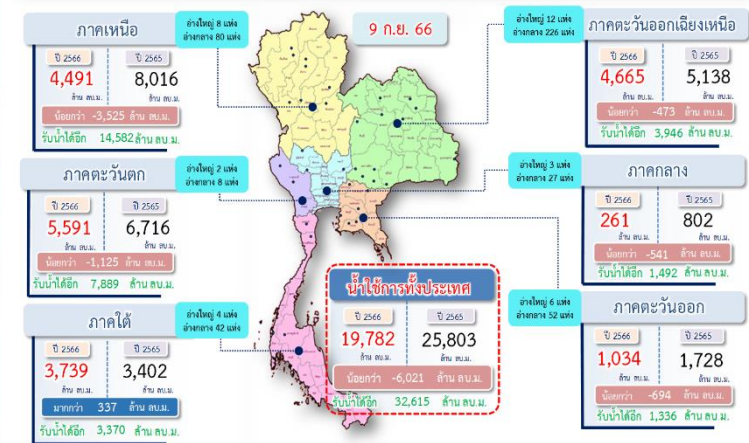 9 ก.ย. 66
ภาคเหนือ
อ่างใหญ่ 8 แห่ง
อ่างกลาง 80 แห่ง
ปี 2566 ปี 2565
4,491 8,016
ล้าน ลบ.ม. ล้าน ลบ.ม.
น้อยกว่า -3,525 ล้าน ลบ.ม.
รับน้ำได้อีก 14,582 ล้าน ลบ.ม.
อ่างใหญ่ 12 แห่ง
อ่างกลาง 226 แห่ง
ภาคตะวันออกเฉียงเหนือ
ปี 2566 ปี 2565
4,665 5,138
ล้าน ลบ.ม. ล้าน ลบ.ม.
น้อยกว่า -473 ล้าน ลบ.ม.
รับน้ำได้อีก 3,946 ล้าน ลบ.ม.
ภาคตะวันตก
อ่างใหญ่ 2 แห่ง
อ่างกลาง 8 แห่ง
ปี 2566 ปี 2565
5,591 6,716
ล้าน ลบ.ม. ล้าน ลบ.ม.
น้อยกว่า -1,125 ล้าน ลบ.ม.
รับน้ำได้อีก 7,889 ล้าน ลบ.ม.
อ่างใหญ่ 3 แห่ง
อ่างกลาง 27 แห่ง
ภาคกลาง
ปี 2566 ปี 2565
261 802
ล้าน ลบ.ม. ล้าน ลบ.ม.
น้อยกว่า -541 ล้าน ลบ.ม.
รับน้ำได้อีก 1,492 ล้าน ลบ.ม.
ภาคใต้
อ่างใหญ่ 4 แห่ง
อ่างกลาง 42 แห่ง
ปี 2566 ปี 2565
3,739 3,402
ล้าน ลบ.ม. ล้าน ลบ.ม.
มากกว่า 337 ล้าน ลบ.ม.
รับน้ำได้อีก 3,370 ล้าน ลบ.ม.
น้ำใช้การทั้งประเทศ
ปี 2566 ปี 2565
19,782 25,803
ล้าน ลบ.ม. ล้าน ลบ.ม.
น้อยกว่า -6,021 ล้าน ลบ.ม.
รับน้ำได้อีก 32,615 ล้าน ลบ.ม.
อ่างใหญ่ 6 แห่ง
อ่างกลาง 52 แห่ง
ภาคตะวันออก
ปี 2566 ปี 2565
1,034 1,728
ล้าน ลบ.ม. ล้าน ลบ.ม.
น้อยกว่า -694 ล้าน ลบ.ม.
รับน้ำได้อีก 1,336 ล้าน ลบ.ม.